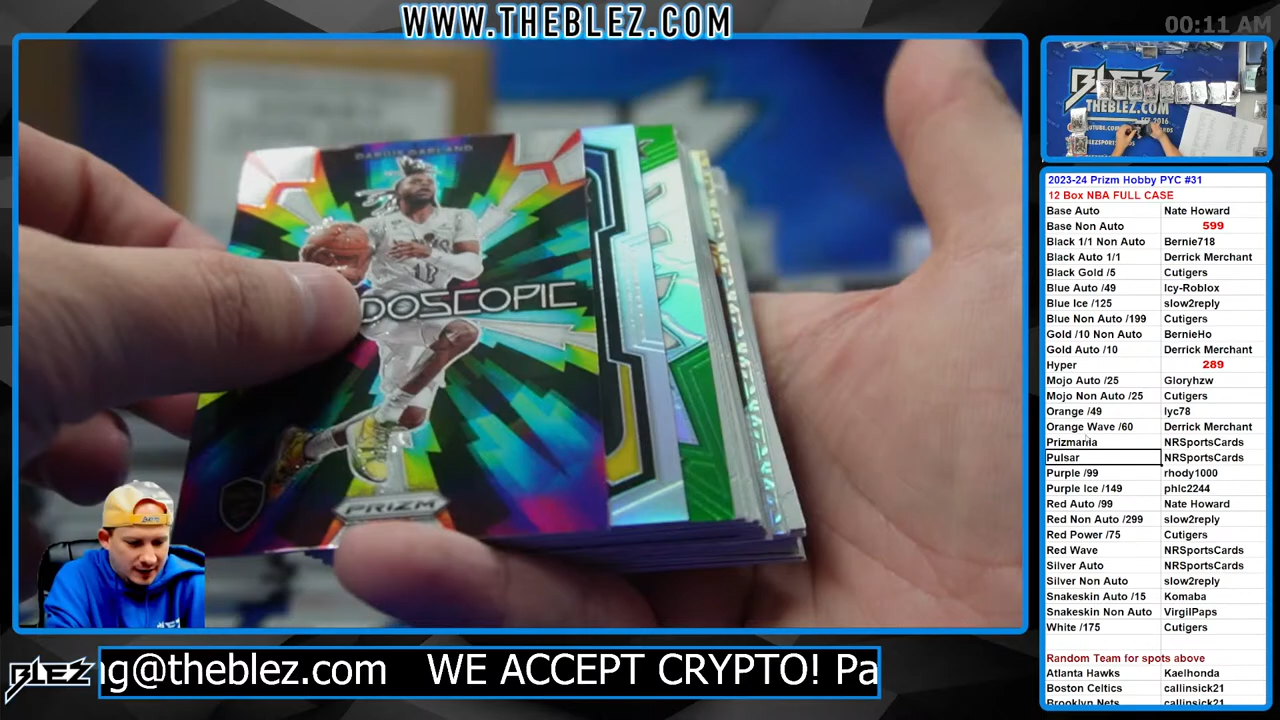 WWW.THEBLEZ.COM
00:11 AM
DARIUS GARLAND
DOSCOPIC
PRIZM
BLEZ
THEBLEZ.COM
2023-24 Prizm Hobby PYC #31
12 Box NBA FULL CASE
Base Auto Nate Howard
Base Non Auto 599
Black 1/1 Non Auto Bernie718
Black Auto 1/1 Derrick Merchant
Black Gold /5 Cutigers
Blue Auto /49 Icy-Roblox
Blue Ice /125 slow2reply
Blue Non Auto /199 Cutigers
Gold /10 Non Auto BernieHo
Gold Auto /10 Derrick Merchant
Hyper 289
Mojo Auto /25 Gloryhzw
Mojo Non Auto /25 Cutigers
Orange /49 lyc78
Orange Wave /60 Derrick Merchant
Prizmania NRSportsCards
Pulsar NRSportsCards
Purple /99 rhody1000
Purple Ice /149 phlc2244
Red Auto /99 Nate Howard
Red Non Auto /299 slow2reply
Red Power /75 Cutigers
Red Wave NRSportsCards
Silver Auto NRSportsCards
Silver Non Auto slow2reply
Snakeskin Auto /15 Komaba
Snakeskin Non Auto VirgilPaps
White /175 Cutigers
Random Team for spots above
Atlanta Hawks Kaelhonda
Boston Celtics callinsick21
Brooklyn Nets callinsick21
BLEZ
ng@theblez.com WE ACCEPT CRYPTO! Pa